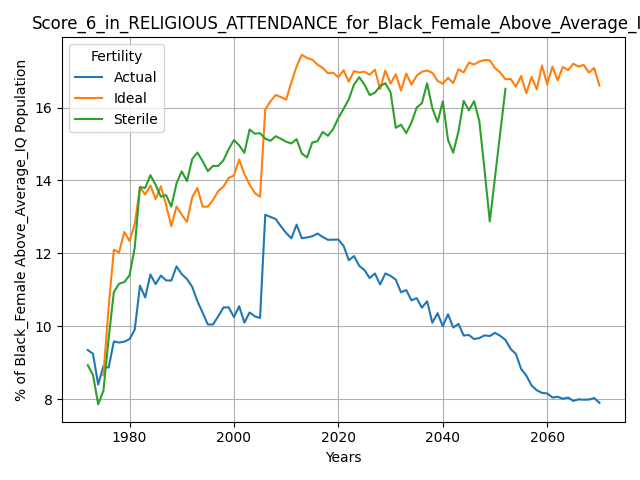 Score_6_in_RELIGIOUS_ATTENDANCE_for_Black_Female_Above_Average_I
Fertility
Actual
Ideal
Sterile
% of Black_Female Above_Average_IQ Population
16
14
12
10
8
1980 2000 2020 2040 2060
Years